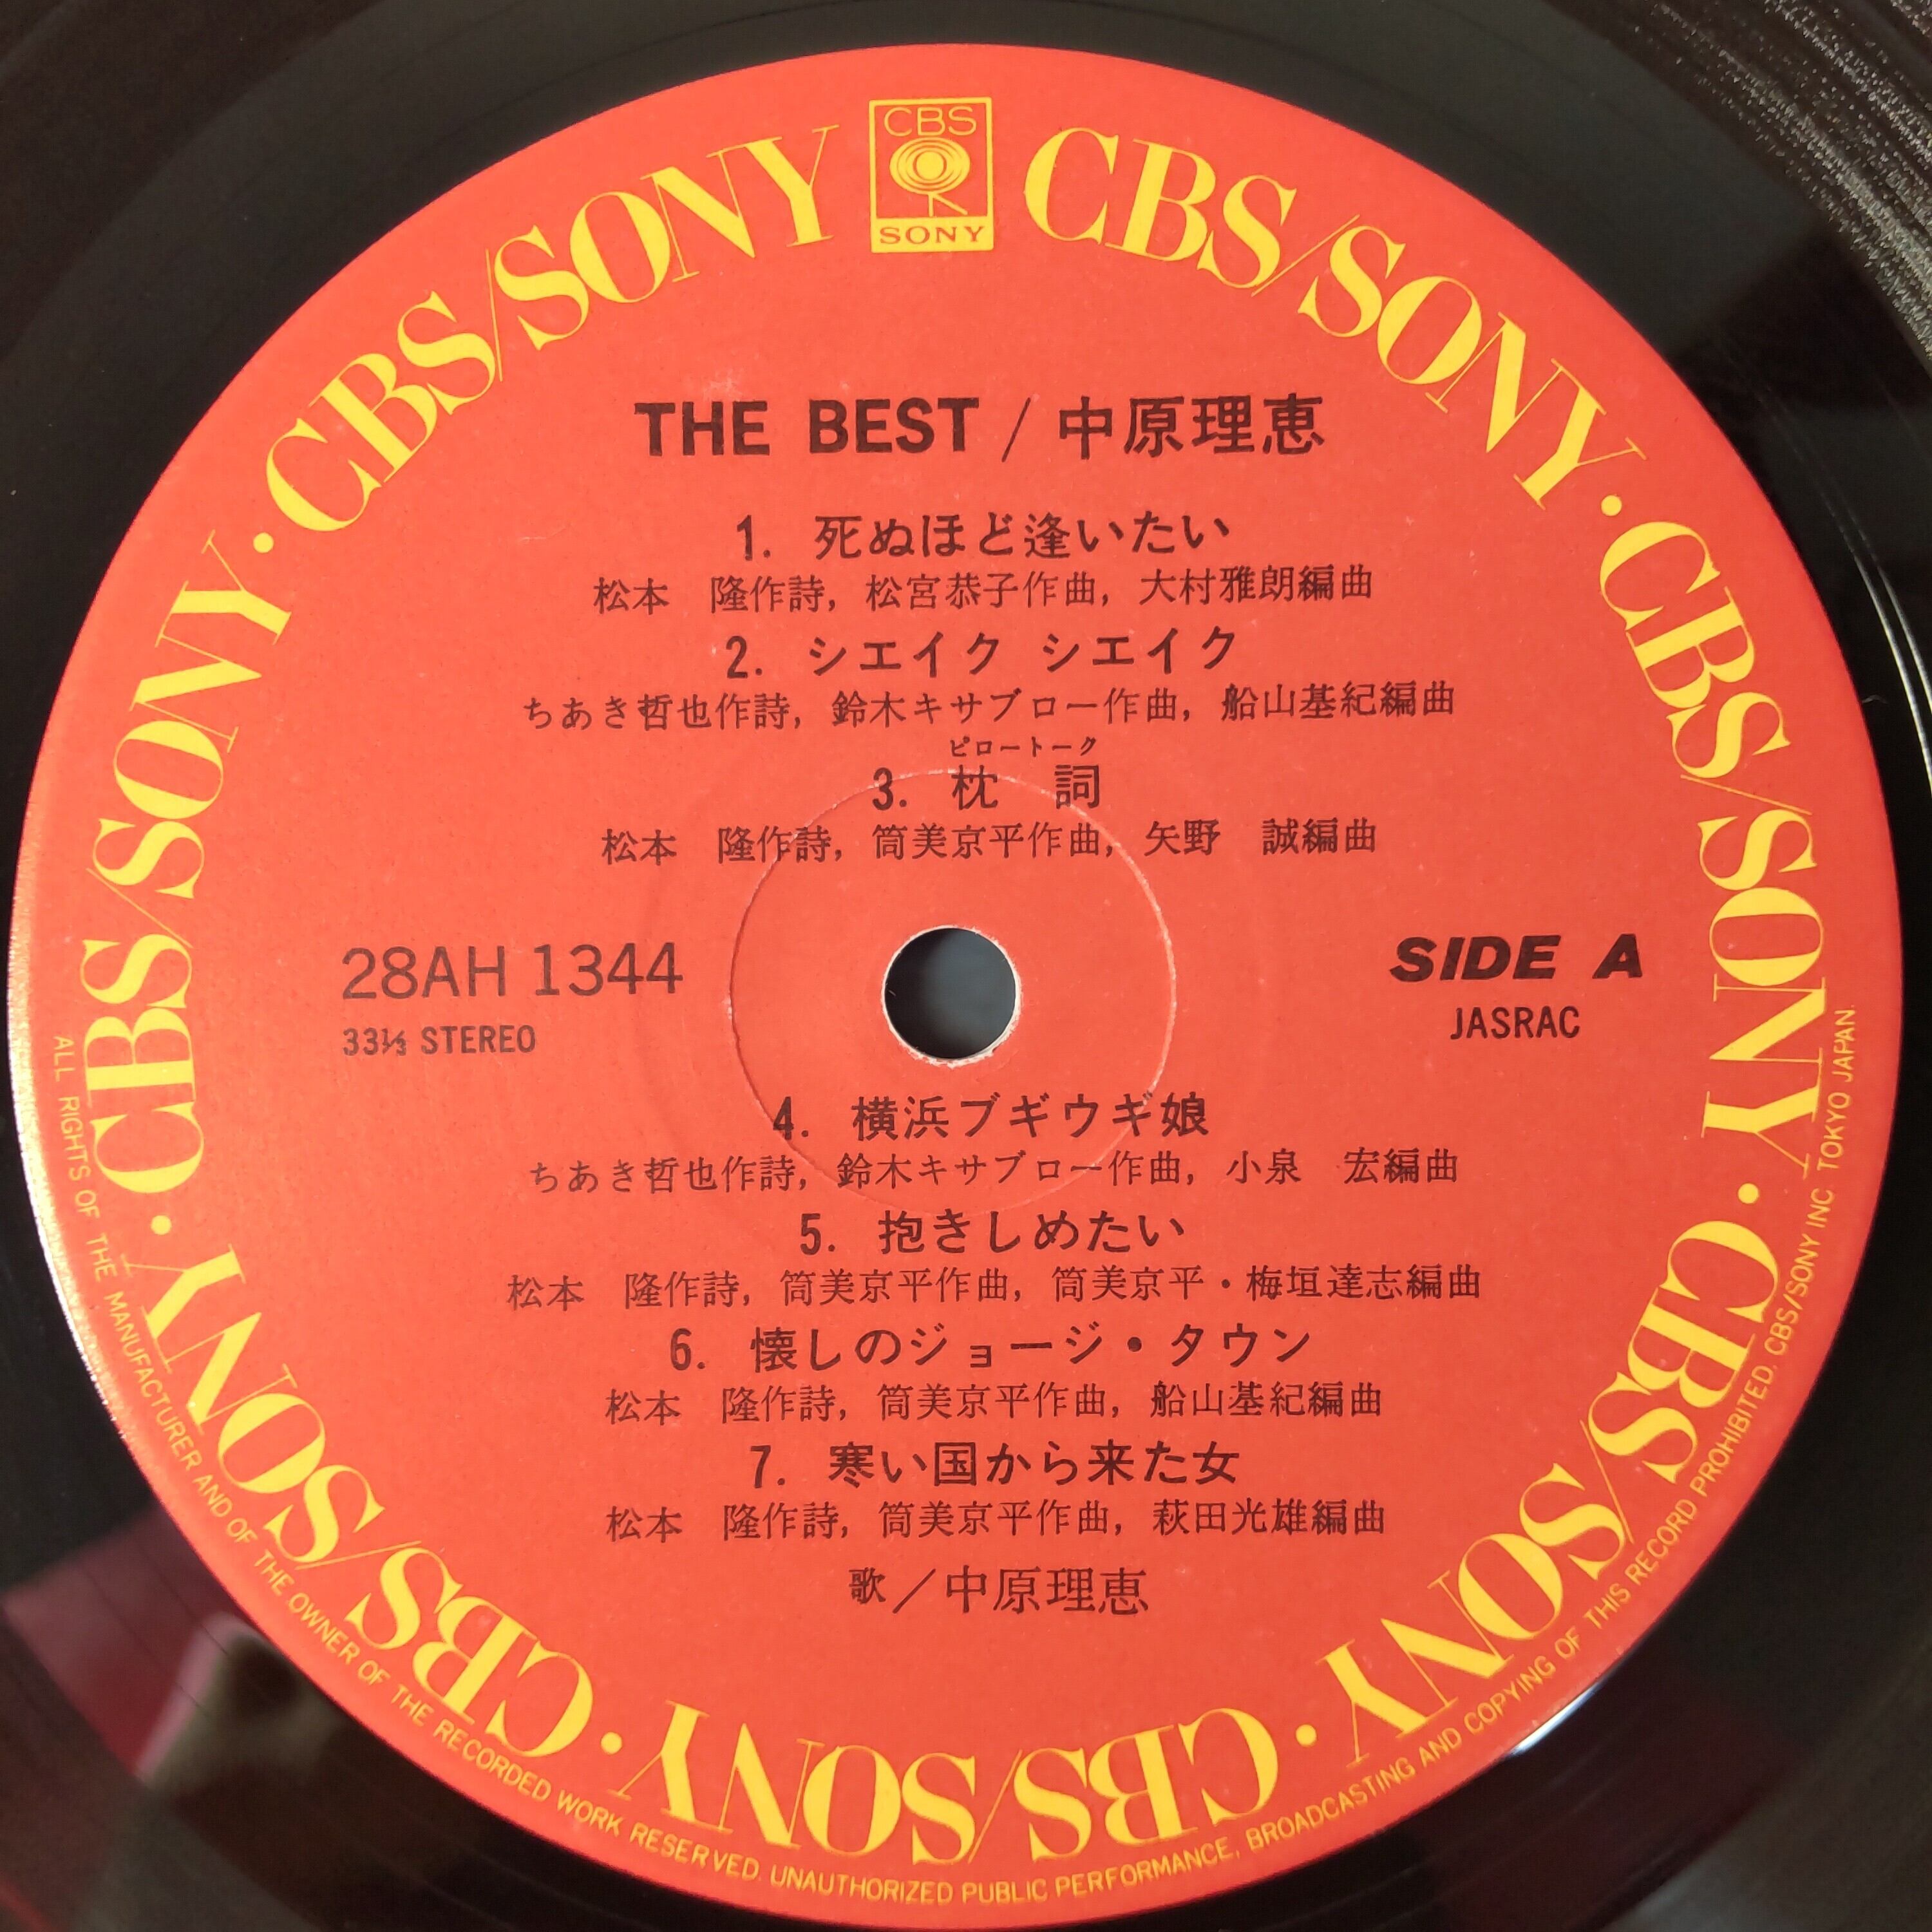 CBS
SONY
CBS/SONY · CBS/SONY · CBS/SONY · CBS/SONY · CBS/SONY · CBS/SONY · CBS/SONY · CBS/SONY
THE BEST / 中原理恵
1. 死ぬほど逢いたい
松本 隆作詩, 松宮恭子作曲, 大村雅朗編曲
2. シエイク シエイク
ちあき哲也作詩, 鈴木キサブロー作曲, 船山基紀編曲
ピロートーク
3. 枕 詞
松本 隆作詩, 筒美京平作曲, 矢野 誠編曲
28AH 1344
33⅓ STEREO
SIDE A
JASRAC
4. 横浜ブギウギ娘
ちあき哲也作詩, 鈴木キサブロー作曲, 小泉 宏編曲
5. 抱きしめたい
松本 隆作詩, 筒美京平作曲, 筒美京平・梅垣達志編曲
6. 懐しのジョージ・タウン
松本 隆作詩, 筒美京平作曲, 船山基紀編曲
7. 寒い国から来た女
松本 隆作詩, 筒美京平作曲, 萩田光雄編曲
歌／中原理恵
ALL RIGHTS OF THE MANUFACTURER AND OF THE OWNER OF THE RECORDED WORK RESERVED. UNAUTHORIZED PUBLIC PERFORMANCE, BROADCASTING AND COPYING OF THIS RECORD PROHIBITED. CBS/SONY INC. TOKYO JAPAN.